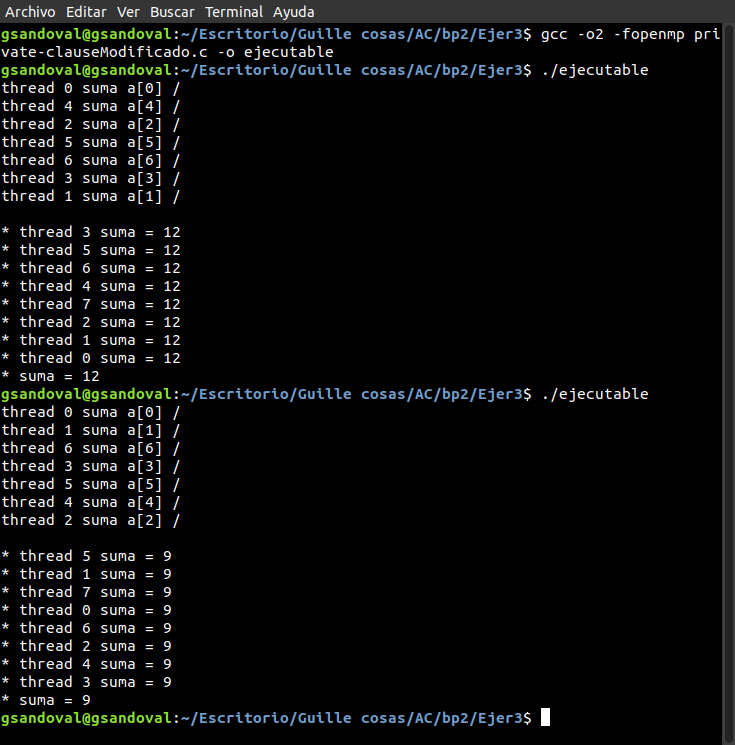 Archivo Editar Ver Buscar Terminal Ayuda
gsandoval@gsandoval:~/Escritorio/Guille cosas/AC/bp2/Ejer3$ gcc -o2 -fopenmp pri
vate-clauseModificado.c -o ejecutable
gsandoval@gsandoval:~/Escritorio/Guille cosas/AC/bp2/Ejer3$ ./ejecutable
thread 0 suma a[0] /
thread 4 suma a[4] /
thread 2 suma a[2] /
thread 5 suma a[5] /
thread 6 suma a[6] /
thread 3 suma a[3] /
thread 1 suma a[1] /
* thread 3 suma = 12
* thread 5 suma = 12
* thread 6 suma = 12
* thread 4 suma = 12
* thread 7 suma = 12
* thread 2 suma = 12
* thread 1 suma = 12
* thread 0 suma = 12
* suma = 12
gsandoval@gsandoval:~/Escritorio/Guille cosas/AC/bp2/Ejer3$ ./ejecutable
thread 0 suma a[0] /
thread 1 suma a[1] /
thread 6 suma a[6] /
thread 3 suma a[3] /
thread 5 suma a[5] /
thread 4 suma a[4] /
thread 2 suma a[2] /
* thread 5 suma = 9
* thread 1 suma = 9
* thread 7 suma = 9
* thread 0 suma = 9
* thread 6 suma = 9
* thread 2 suma = 9
* thread 4 suma = 9
* thread 3 suma = 9
* suma = 9
gsandoval@gsandoval:~/Escritorio/Guille cosas/AC/bp2/Ejer3$